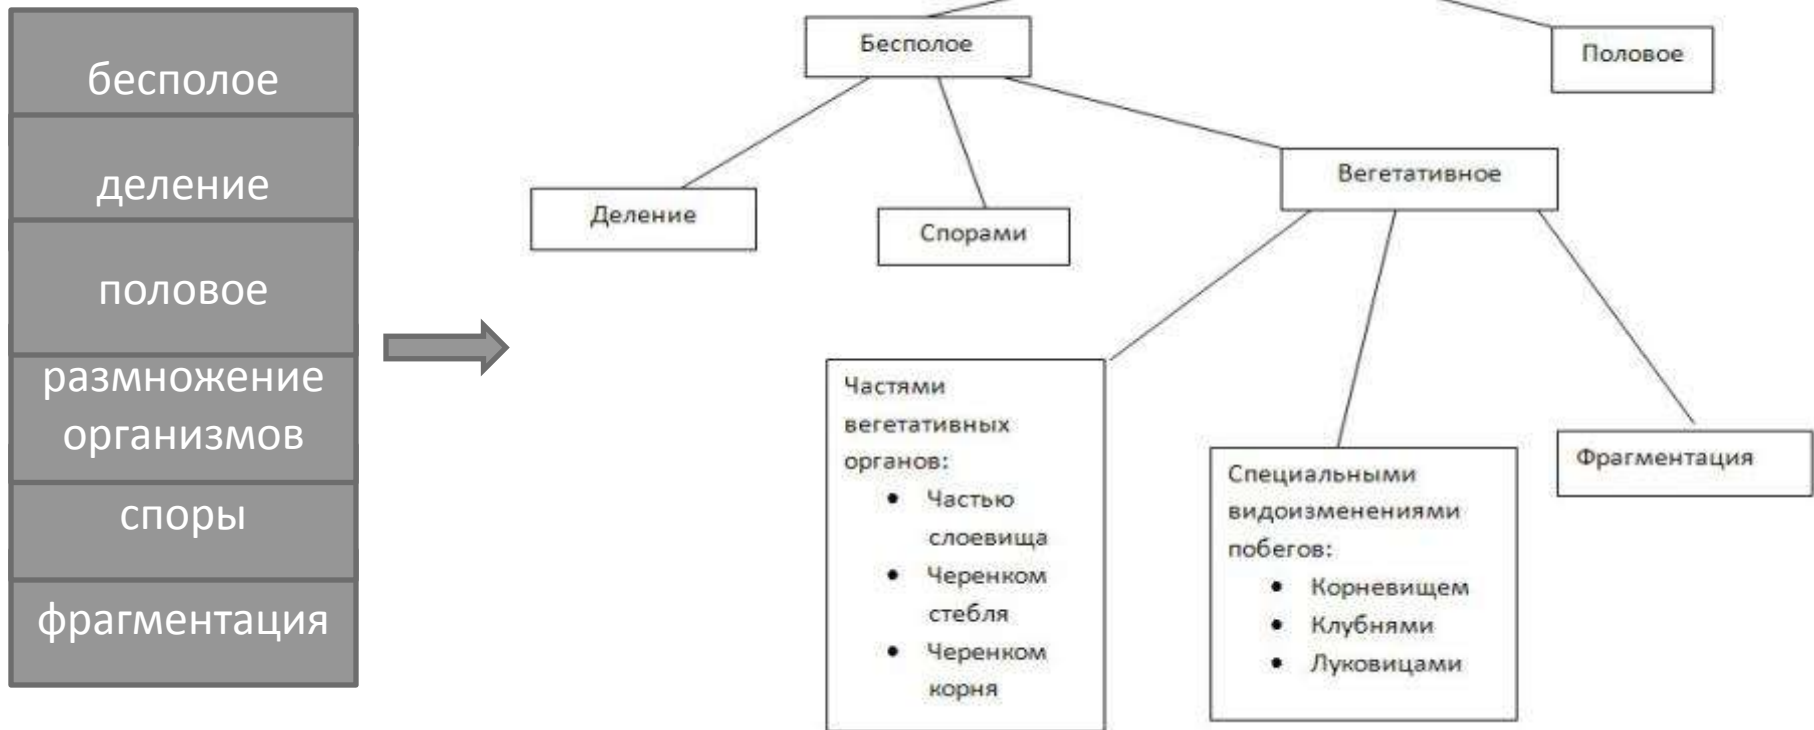 бесполое
деление
половое
размножение
организмов
споры
фрагментация
Бесполое
Половое
Деление
Спорами
Вегетативное
Частями
вегетативных
органов:
• Частью
слоевища
• Черенком
стебля
• Черенком
корня
Специальными
видоизменениями
побегов:
• Корневищем
• Клубнями
• Луковицами
Фрагментация